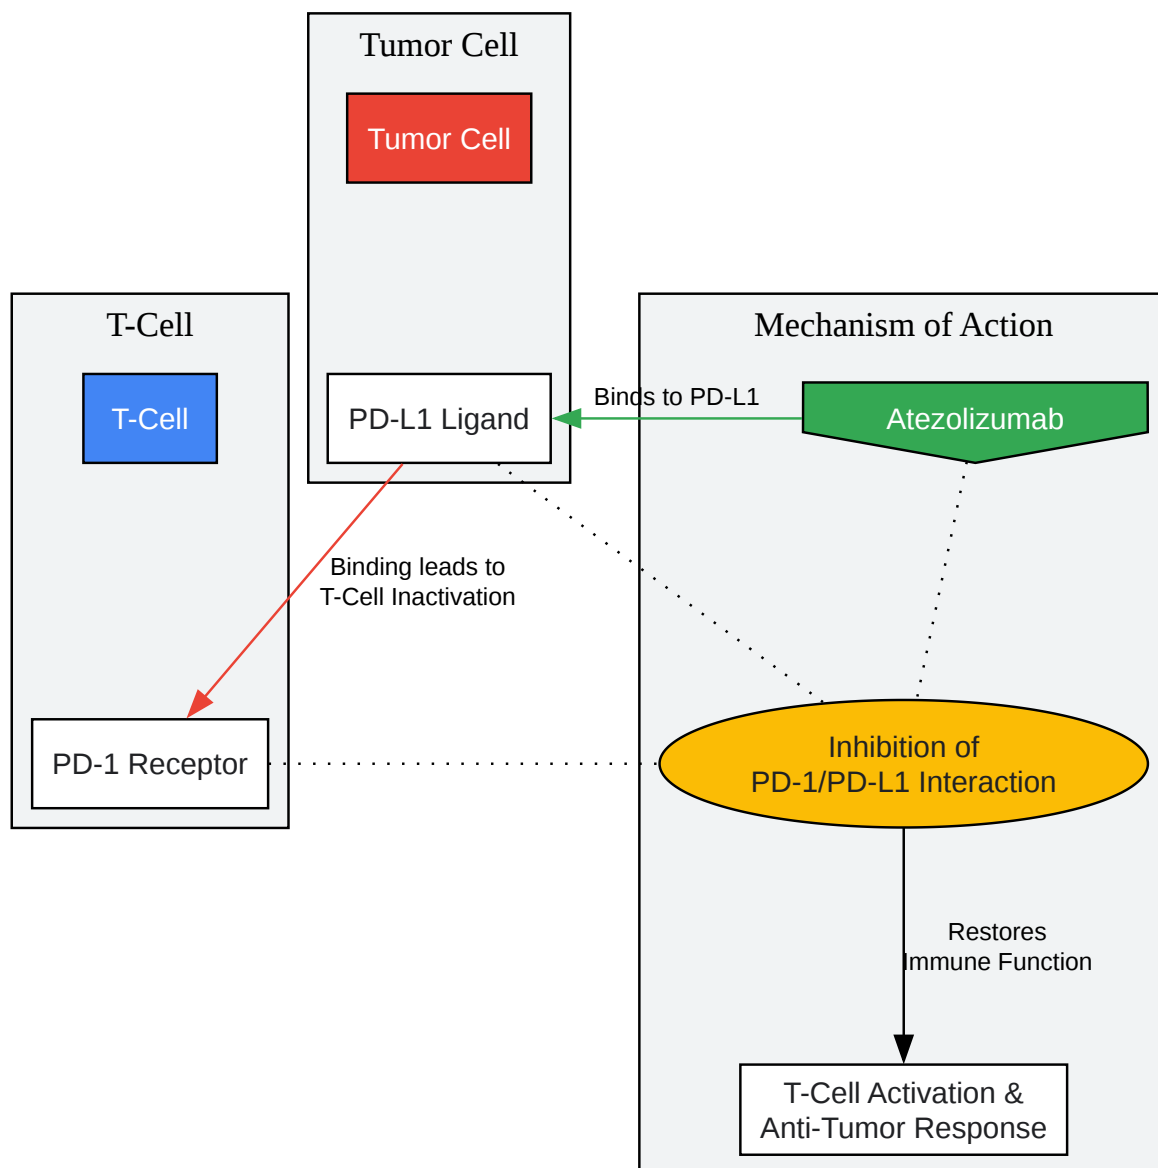 Tumor Cell
Tumor Cell
T-Cell
Mechanism of Action
T-Cell
PD-L1 Ligand
Binds to PD-L1
Atezolizumab
Binding leads to
T-Cell Inactivation
PD-1 Receptor
Inhibition of
PD-1/PD-L1 Interaction
Restores
Immune Function
T-Cell Activation &
Anti-Tumor Response